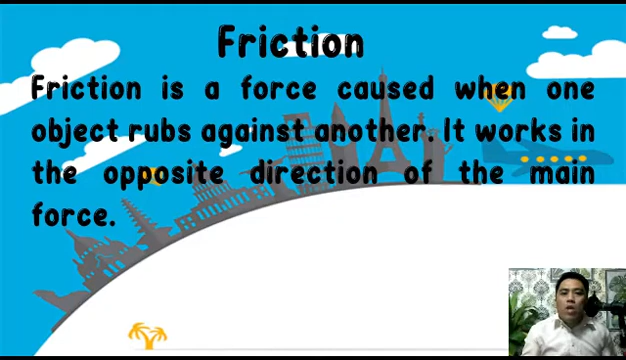 Friction
Friction is a force caused when one
object rubs against another. It works in
the opposite direction of the main
force.